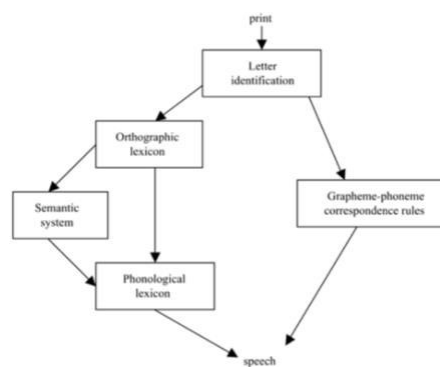 print
Letter
identification
Orthographic
lexicon
Semantic
system
Grapheme-phoneme
correspondence rules
Phonological
lexicon
speech